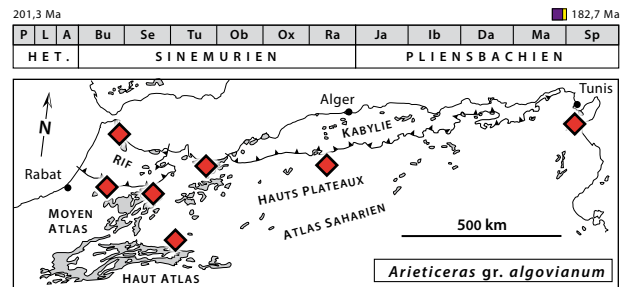 201,3 Ma 182,7 Ma
P L A Bu Se Tu Ob Ox Ra Ja Ib Da Ma Sp
HET. SINEMURIEN PLIENSBACHIEN
Tunis
Alger
N
KABYLIE
RIF
Rabat
HAUTS PLATEAUX
MOYEN
ATLAS
ATLAS SAHARIEN
500 km
HAUT ATLAS
Arieticeras gr. algovianum